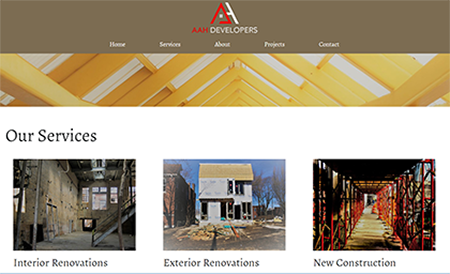 AAH DEVELOPERS
Home Services About Projects Contact
Our Services
Interior Renovations Exterior Renovations New Construction